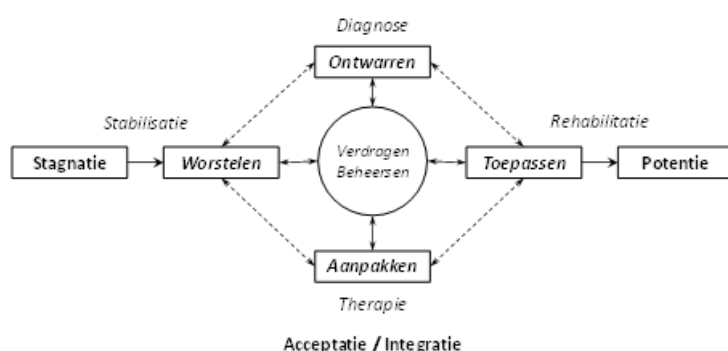 Diagnose
Ontwarren
Stabilisatie
Rehabilitatie
Stagnatie
Worstelen
Verdragen
Beheersen
Toepassen
Potentie
Aanpakken
Therapie
Acceptatie / Integratie